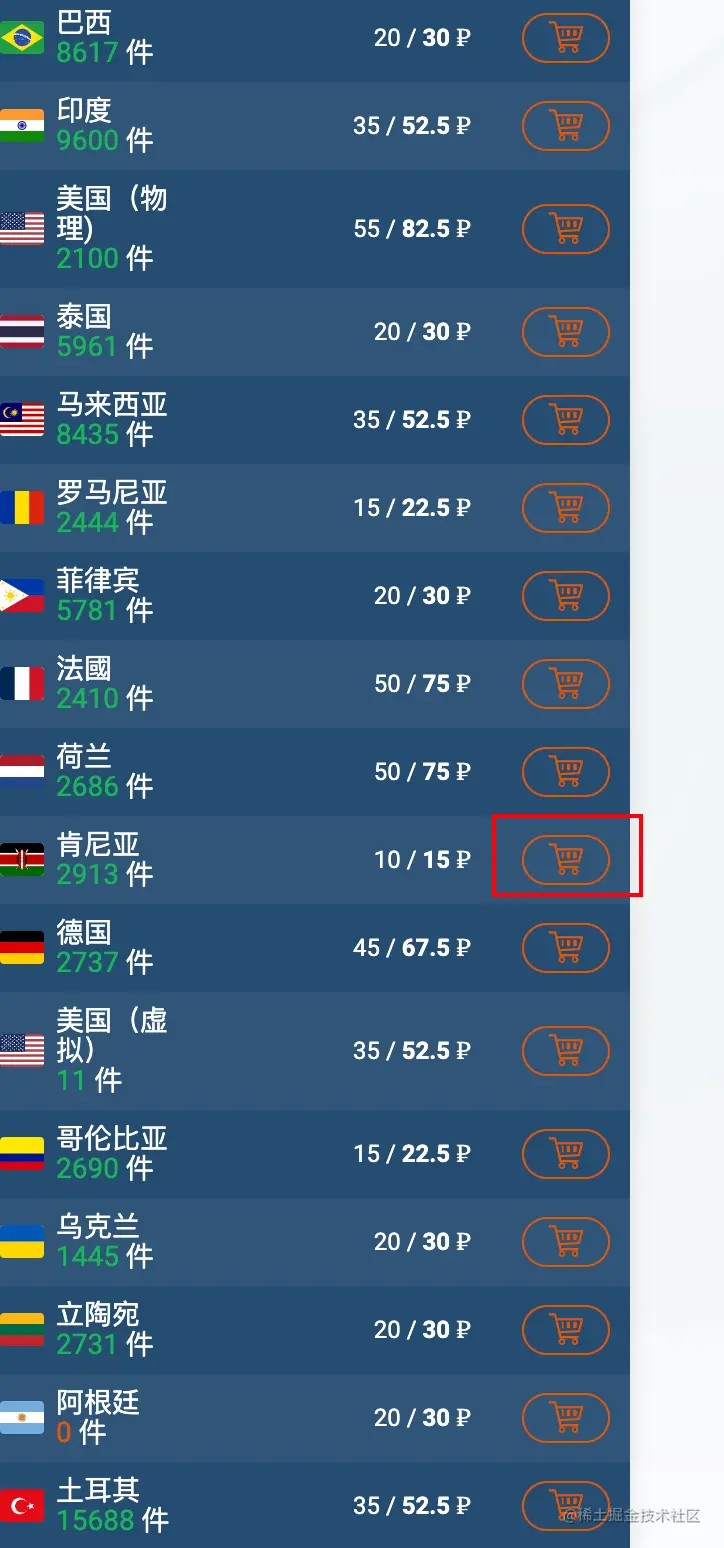 巴西
8617 件
20 / 30 ₽
印度
9600 件
35 / 52.5 ₽
美国（物
理)
2100 件
55 / 82.5 ₽
泰国
5961 件
20 / 30 ₽
马来西亚
8435 件
35 / 52.5 ₽
罗马尼亚
2444 件
15 / 22.5 ₽
菲律宾
5781 件
20 / 30 ₽
法國
2410 件
50 / 75 ₽
荷兰
2686 件
50 / 75 ₽
肯尼亚
2913 件
10 / 15 ₽
德国
2737 件
45 / 67.5 ₽
美国（虚
拟）
11 件
35 / 52.5 ₽
哥伦比亚
2690 件
15 / 22.5 ₽
乌克兰
1445 件
20 / 30 ₽
立陶宛
2731 件
20 / 30 ₽
阿根廷
0 件
20 / 30 ₽
土耳其
15688 件
35 / 52.5 ₽
@稀土掘金技术社区